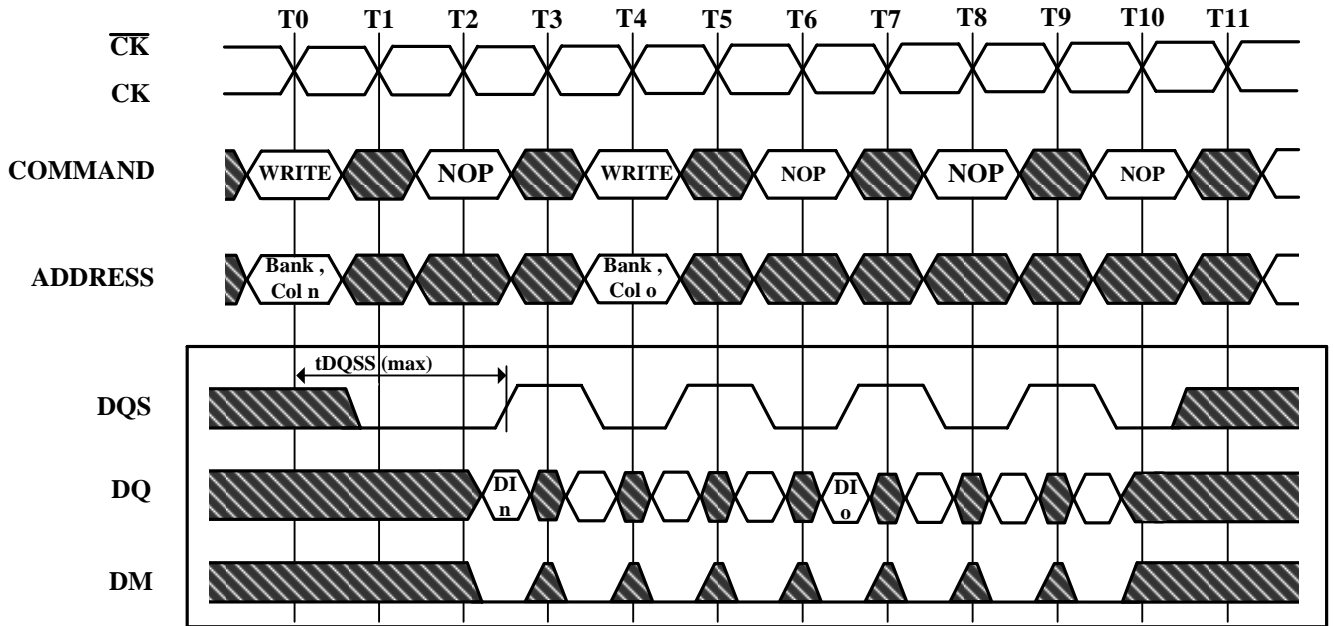 T0 T1 T2 T3 T4 T5 T6 T7 T8 T9 T10 T11
CK
CK
COMMAND WRITE NOP WRITE NOP NOP NOP
ADDRESS Bank , Col n Bank , Col o
tDQSS (max)
DQS
DQ DI n DI o
DM